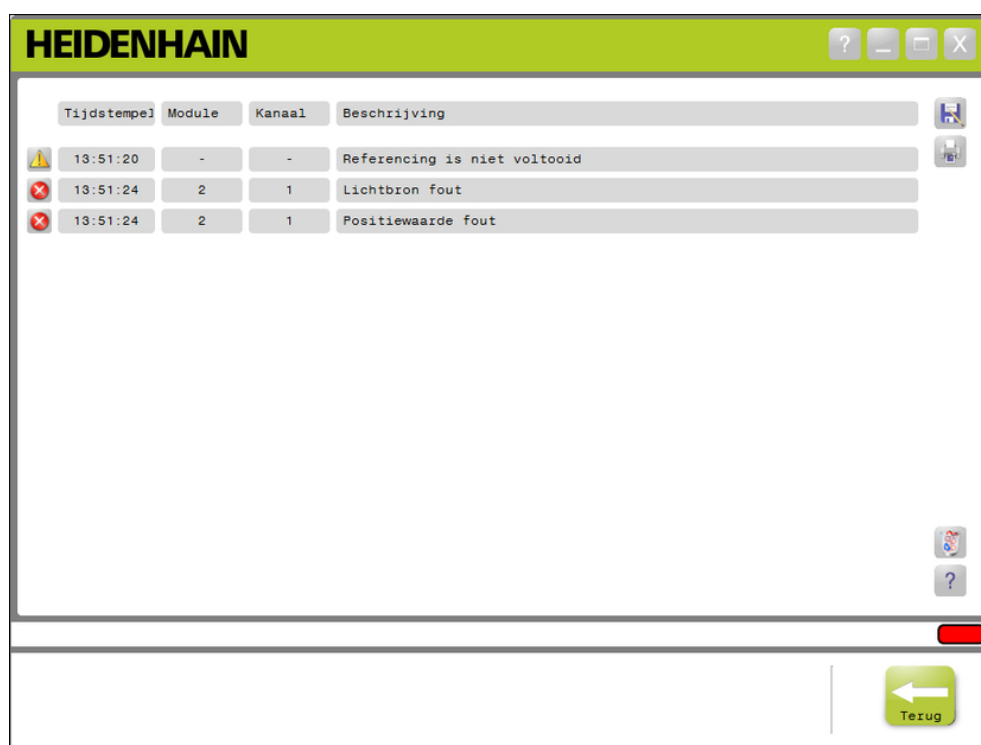 HEIDENHAIN ? _ X
Tijdstempel Module Kanaal Beschrijving
13:51:20 - - Referencing is niet voltooid
13:51:24 2 1 Lichtbron fout
13:51:24 2 1 Positiewaarde fout
?
Terug